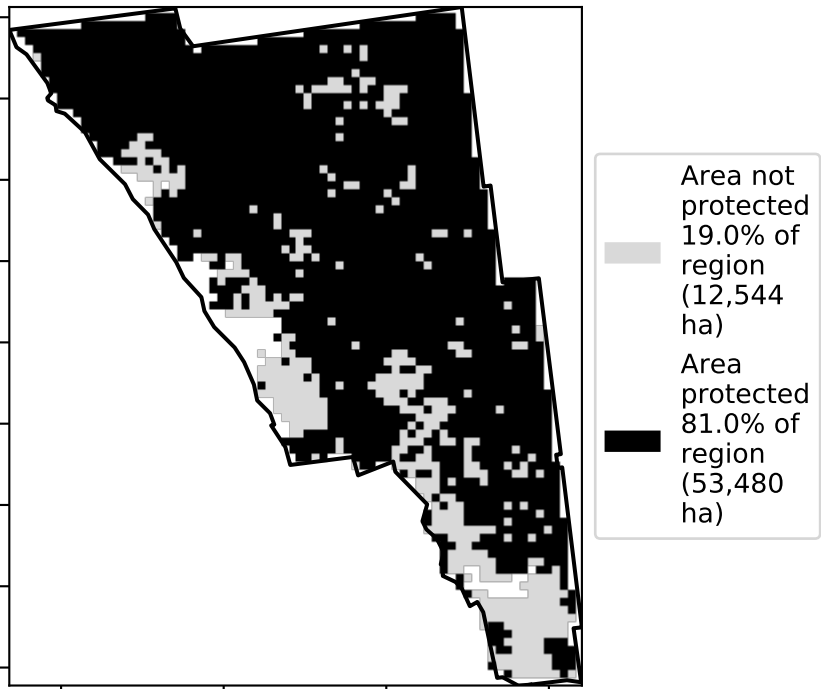 Area not
protected
19.0% of
region
(12,544
ha)
Area
protected
81.0% of
region
(53,480
ha)